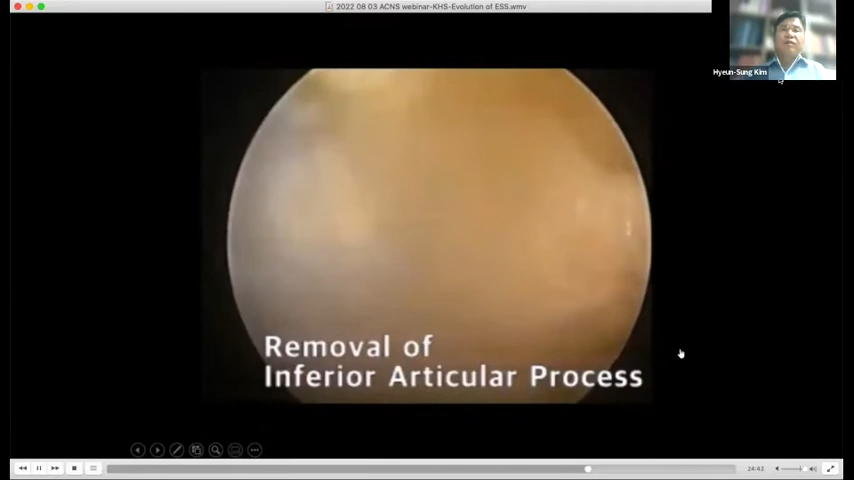 2022 08 03 ACNS webinar-KHS-Evolution of ESS.wmv
Hyeun-Sung Kim
Removal of
Inferior Articular Process
24:42